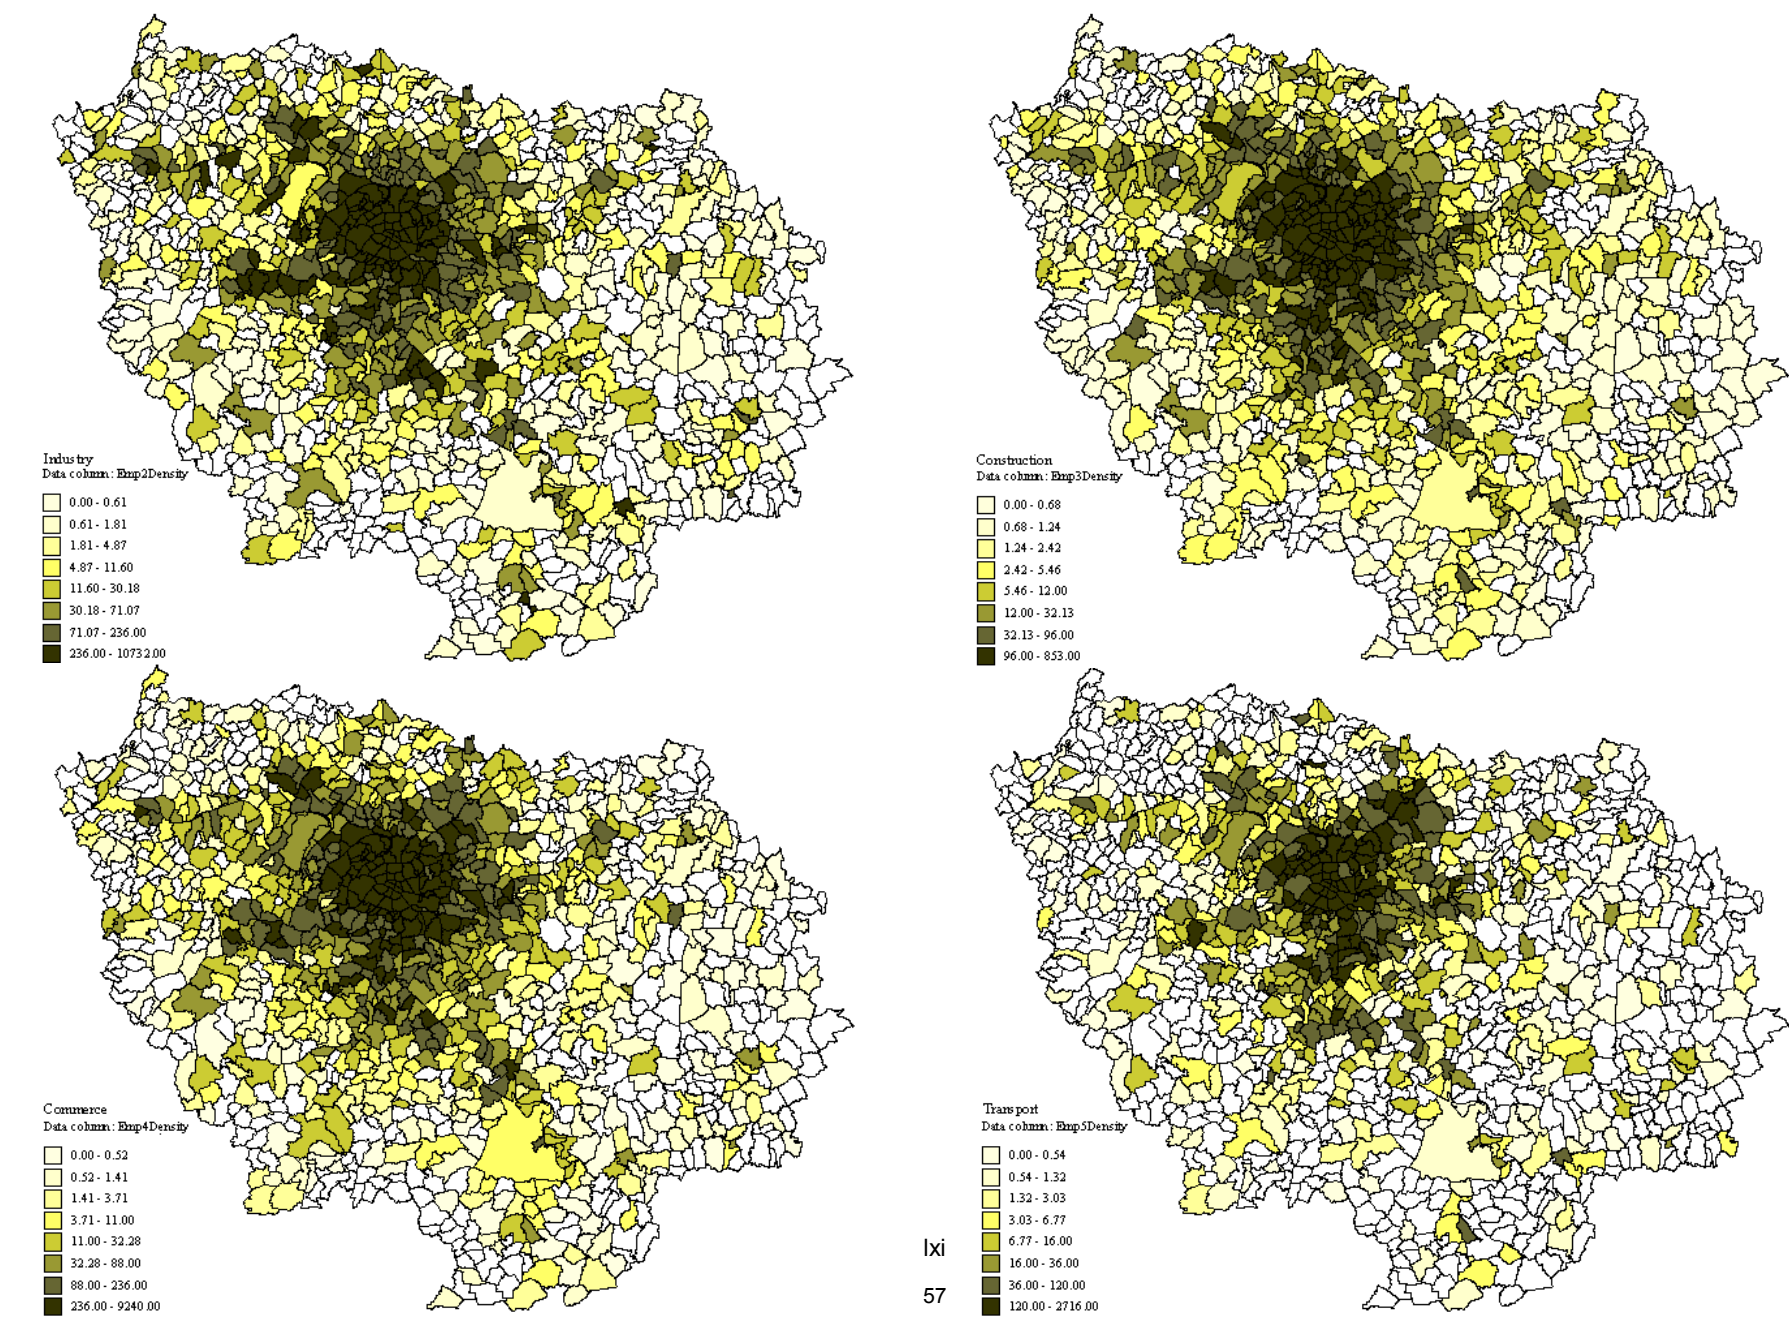 Industry
Data column : Emp2Density
0.00 - 0.61
0.61 - 1.81
1.81 - 4.87
4.87 - 11.60
11.60 - 30.18
30.18 - 71.07
71.07 - 236.00
236.00 - 10732.00
Construction
Data column : Emp3Density
0.00 - 0.68
0.68 - 1.24
1.24 - 2.42
2.42 - 5.46
5.46 - 12.00
12.00 - 32.13
32.13 - 96.00
96.00 - 853.00
Commerce
Data column : Emp4Density
0.00 - 0.52
0.52 - 1.41
1.41 - 3.71
3.71 - 11.00
11.00 - 32.28
32.28 - 88.00
88.00 - 236.00
236.00 - 9240.00
Transport
Data column : Emp5Density
0.00 - 0.54
0.54 - 1.32
1.32 - 3.03
3.03 - 6.77
6.77 - 16.00
16.00 - 36.00
36.00 - 120.00
120.00 - 2716.00
lxi
57